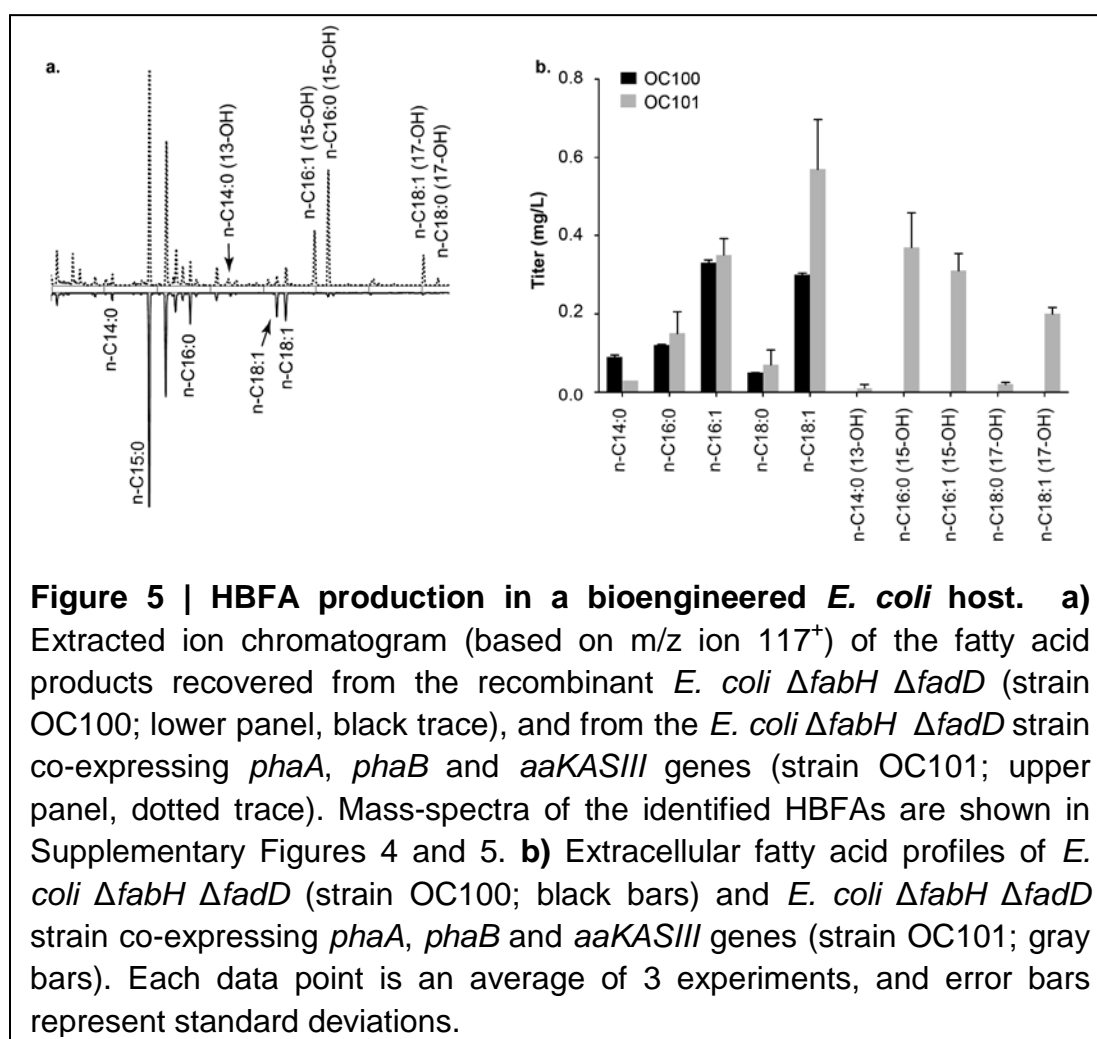 a.
n-C14:0 (13-OH)
n-C16:1 (15-OH)
n-C16:0 (15-OH)
n-C18:1 (17-OH)
n-C18:0 (17-OH)
n-C14:0
n-C15:0
n-C16:0
n-C18:1
n-C18:1
b.
OC100
OC101
Titer (mg/L)
0.8
0.6
0.4
0.2
0.0
n-C14:0
n-C16:0
n-C16:1
n-C18:0
n-C18:1
n-C14:0 (13-OH)
n-C16:0 (15-OH)
n-C16:1 (15-OH)
n-C18:0 (17-OH)
n-C18:1 (17-OH)
Figure 5 | HBFA production in a bioengineered E. coli host. a)
Extracted ion chromatogram (based on m/z ion 117⁺) of the fatty acid
products recovered from the recombinant E. coli ΔfabH ΔfadD (strain
OC100; lower panel, black trace), and from the E. coli ΔfabH ΔfadD strain
co-expressing phaA, phaB and aaKASIII genes (strain OC101; upper
panel, dotted trace). Mass-spectra of the identified HBFAs are shown in
Supplementary Figures 4 and 5. b) Extracellular fatty acid profiles of E.
coli ΔfabH ΔfadD (strain OC100; black bars) and E. coli ΔfabH ΔfadD
strain co-expressing phaA, phaB and aaKASIII genes (strain OC101; gray
bars). Each data point is an average of 3 experiments, and error bars
represent standard deviations.